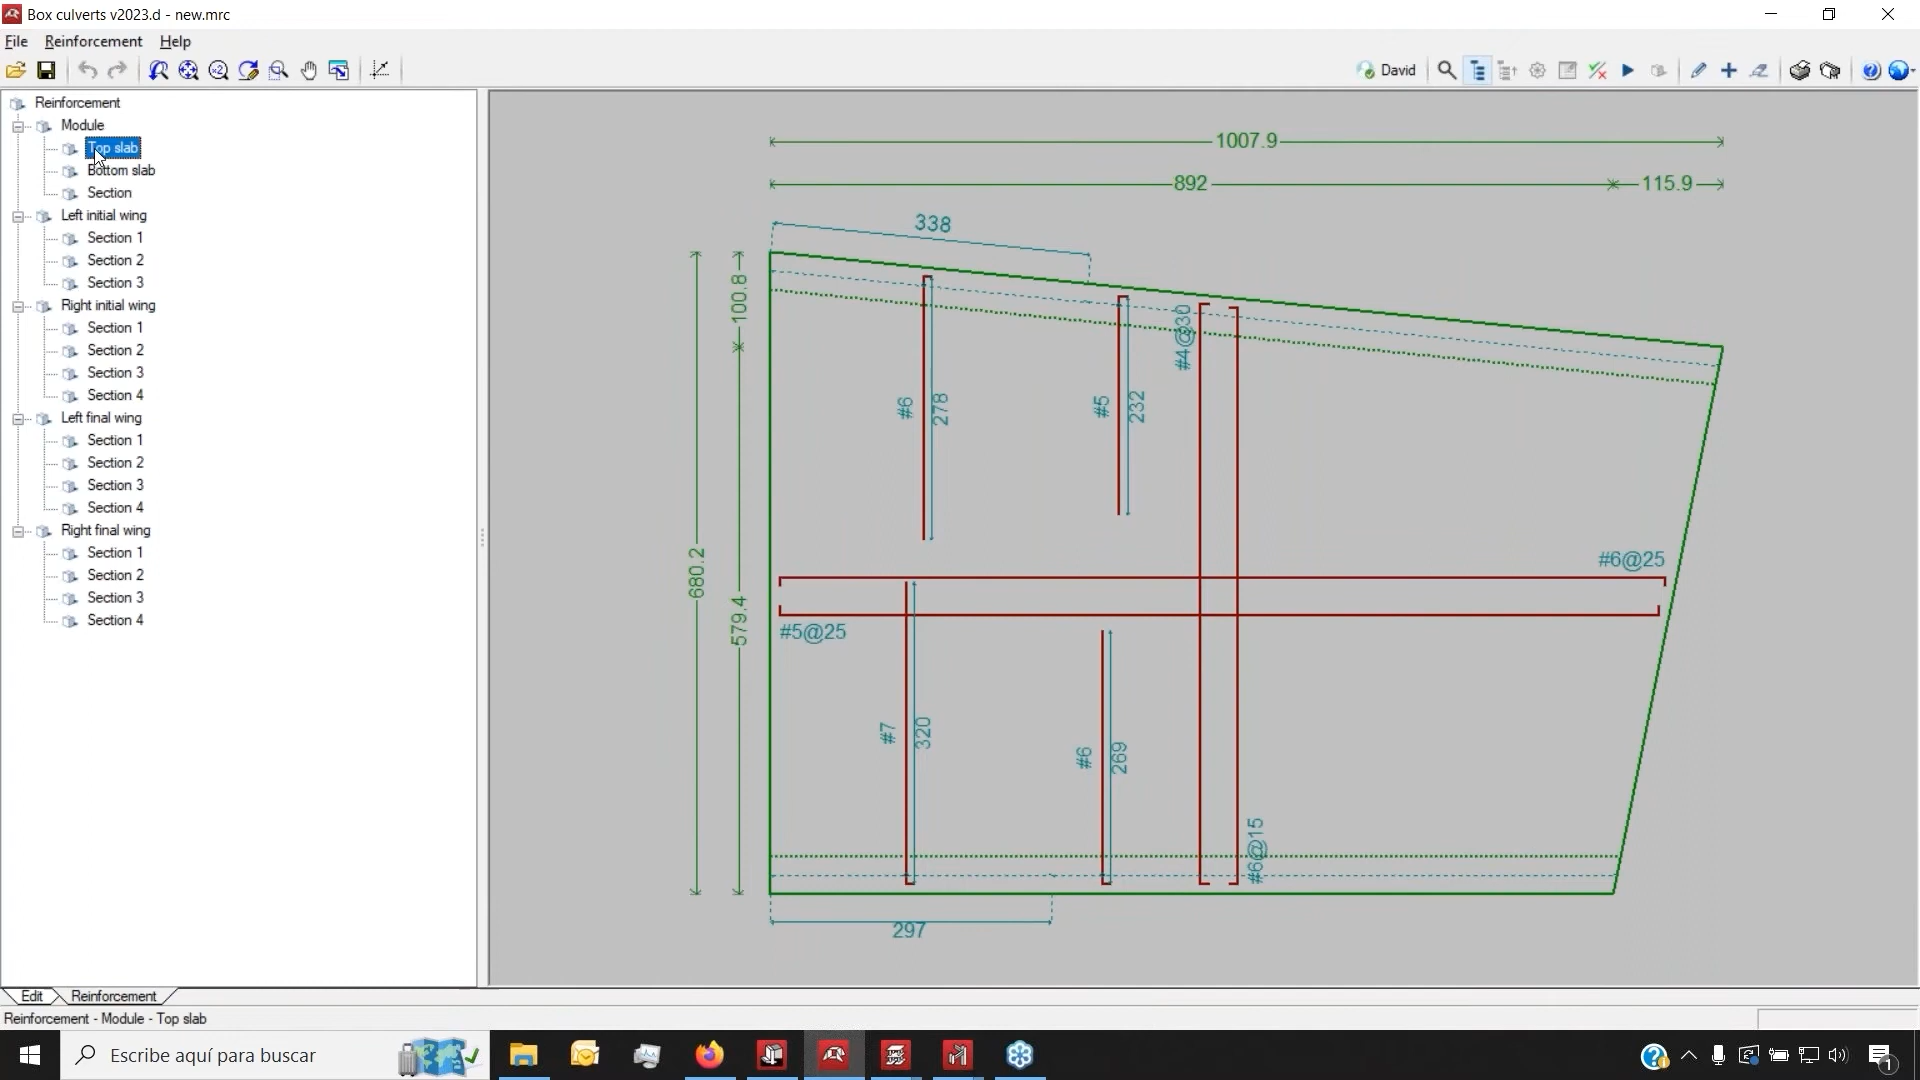 Box culverts v2023.d - new.mrc
File Reinforcement Help
David
Reinforcement
Module
Top slab
Bottom slab
Section
Left initial wing
Section 1
Section 2
Section 3
Right initial wing
Section 1
Section 2
Section 3
Section 4
Left final wing
Section 1
Section 2
Section 3
Section 4
Right final wing
Section 1
Section 2
Section 3
Section 4
1007.9
892
115.9
338
100.8
680.2
579.4
#6
278
#5
232
#4@30
#6@25
#5@25
#7
320
#6
269
#6@15
297
Edit
Reinforcement
Reinforcement - Module - Top slab
Escribe aquí para buscar
1